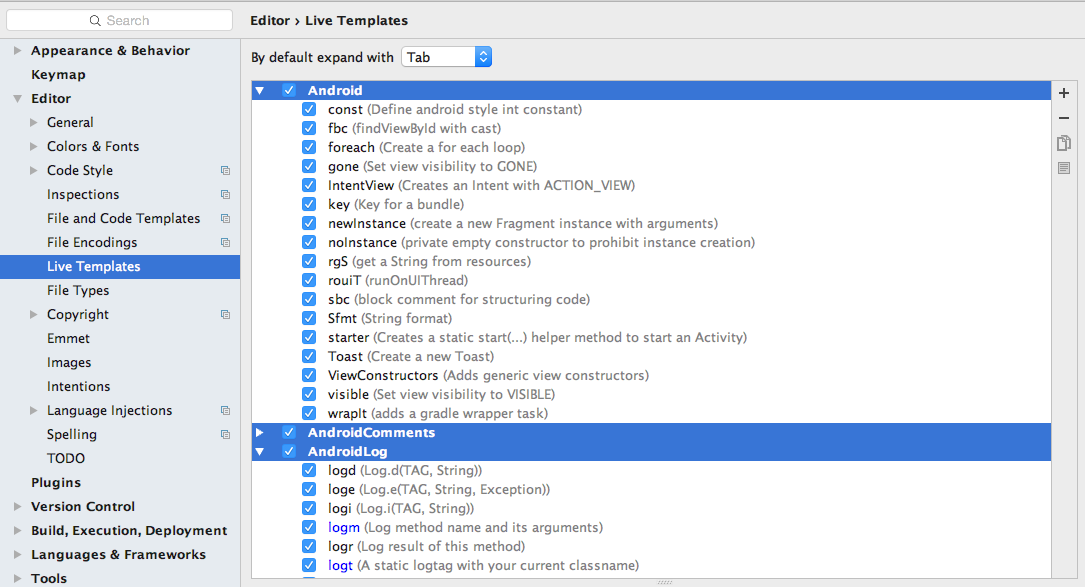 Search
Appearance & Behavior
Keymap
Editor
General
Colors & Fonts
Code Style
Inspections
File and Code Templates
File Encodings
Live Templates
File Types
Copyright
Emmet
Images
Intentions
Language Injections
Spelling
TODO
Plugins
Version Control
Build, Execution, Deployment
Languages & Frameworks
Tools
Editor › Live Templates
By default expand with Tab
Android
const (Define android style int constant)
fbc (findViewById with cast)
foreach (Create a for each loop)
gone (Set view visibility to GONE)
IntentView (Creates an Intent with ACTION_VIEW)
key (Key for a bundle)
newInstance (create a new Fragment instance with arguments)
noInstance (private empty constructor to prohibit instance creation)
rgS (get a String from resources)
rouiT (runOnUIThread)
sbc (block comment for structuring code)
Sfmt (String format)
starter (Creates a static start(...) helper method to start an Activity)
Toast (Create a new Toast)
ViewConstructors (Adds generic view constructors)
visible (Set view visibility to VISIBLE)
wrapIt (adds a gradle wrapper task)
AndroidComments
AndroidLog
logd (Log.d(TAG, String))
loge (Log.e(TAG, String, Exception))
logi (Log.i(TAG, String))
logm (Log method name and its arguments)
logr (Log result of this method)
logt (A static logtag with your current classname)